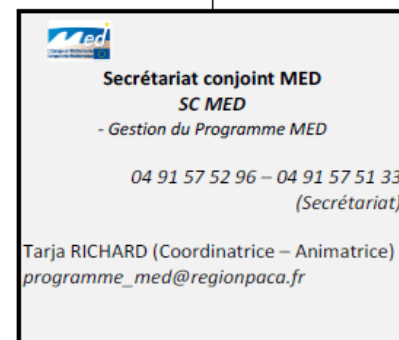 Med
Secrétariat conjoint MED
SC MED
- Gestion du Programme MED
04 91 57 52 96 – 04 91 57 51 33
(Secrétariat)
Tarja RICHARD (Coordinatrice – Animatrice)
programme_med@regionpaca.fr